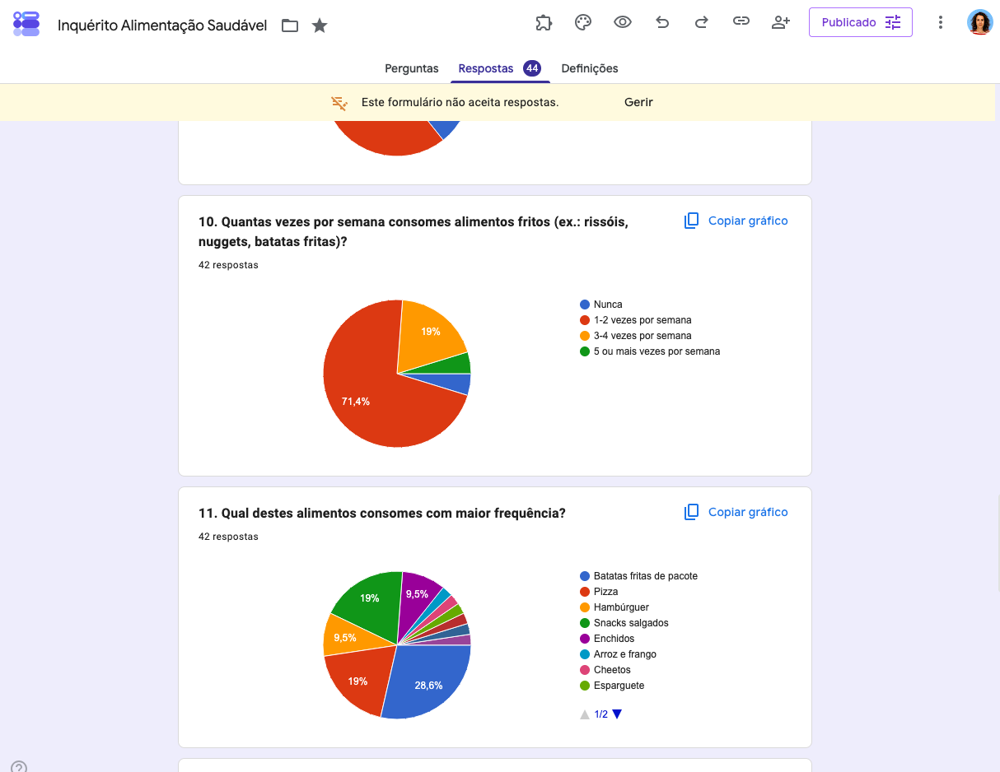 Inquérito Alimentação Saudável
Publicado
Perguntas
Respostas 44
Definições
Este formulário não aceita respostas.
Gerir
10. Quantas vezes por semana consomes alimentos fritos (ex.: rissóis,
nuggets, batatas fritas)?
Copiar gráfico
42 respostas
19%
71,4%
Nunca
1-2 vezes por semana
3-4 vezes por semana
5 ou mais vezes por semana
11. Qual destes alimentos consomes com maior frequência?
Copiar gráfico
42 respostas
19%
9,5%
9,5%
19%
28,6%
Batatas fritas de pacote
Pizza
Hambúrguer
Snacks salgados
Enchidos
Arroz e frango
Cheetos
Esparguete
1/2